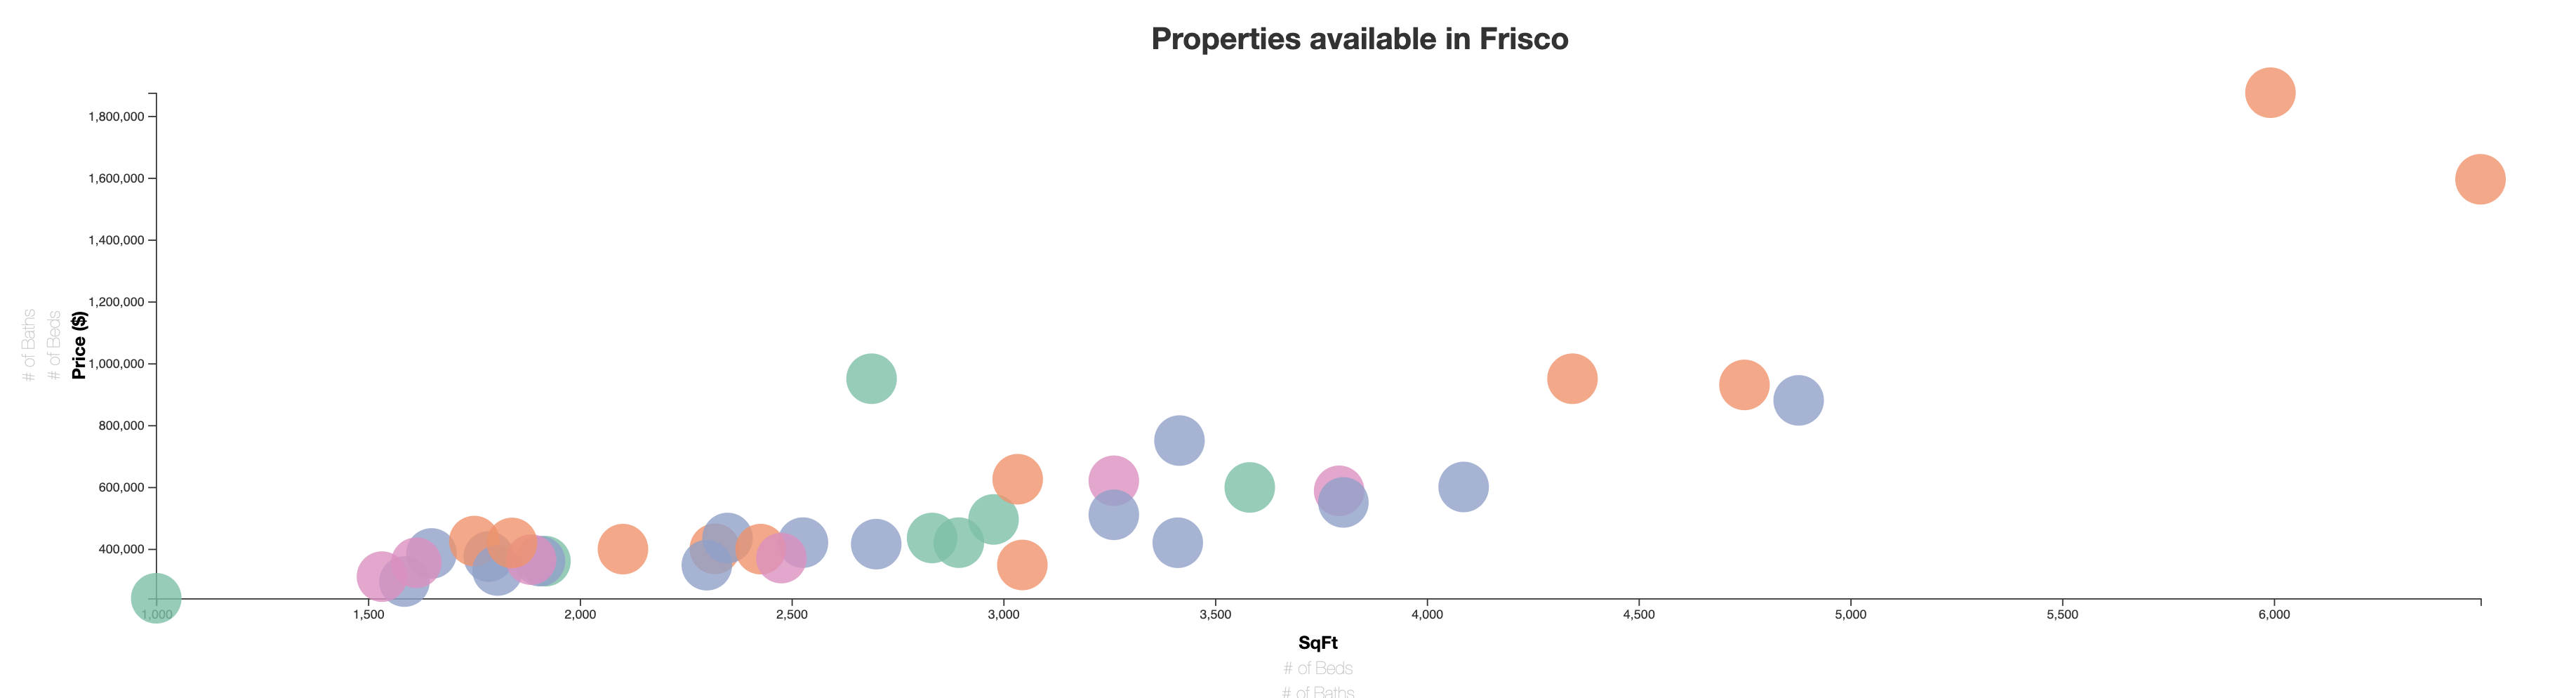 Properties available in Frisco
1,800,000
1,600,000
1,400,000
1,200,000
1,000,000
800,000
600,000
400,000
# of Baths
# of Beds
Price ($)
1,000 1,500 2,000 2,500 3,000 3,500 4,000 4,500 5,000 5,500 6,000
SqFt
# of Beds
# of Baths